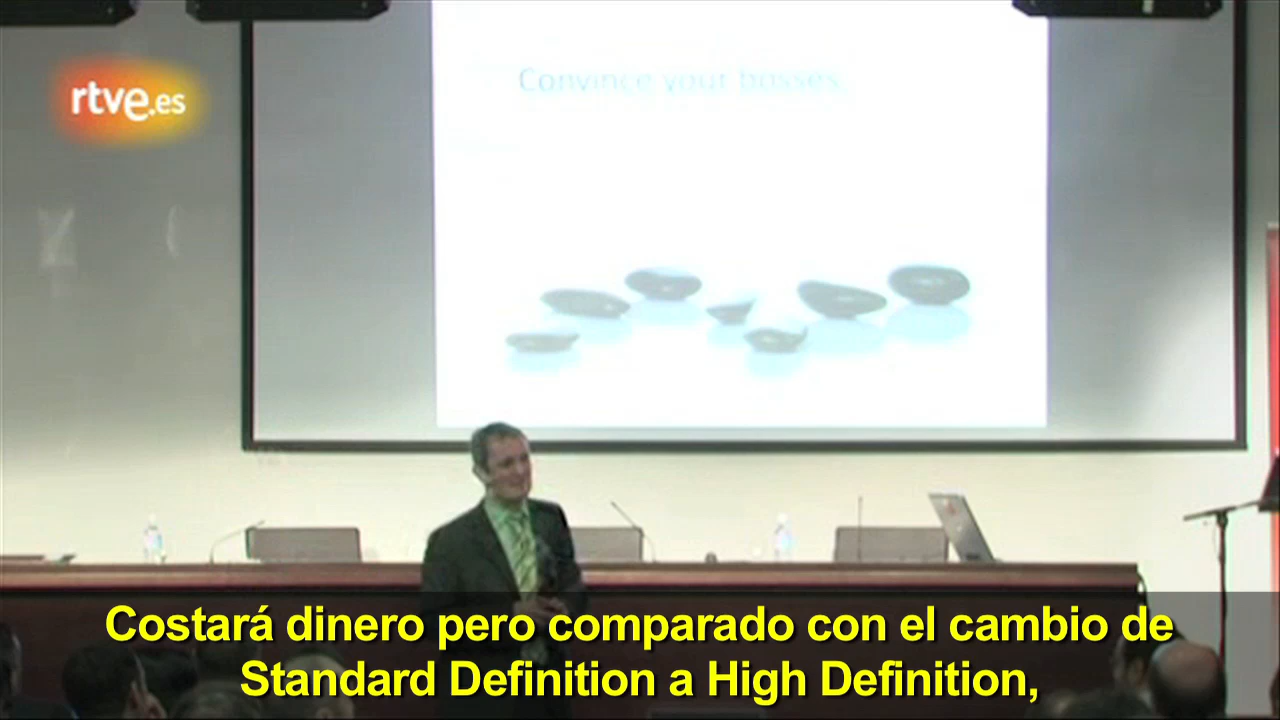 rtve.es
Convince your bosses
Costará dinero pero comparado con el cambio de
Standard Definition a High Definition,